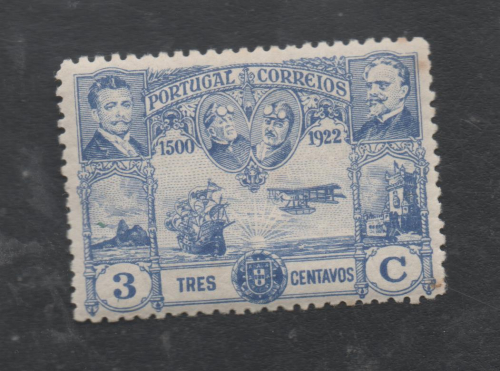 PORTUGAL CORREIOS
1500 1922
3 TRES CENTAVOS C